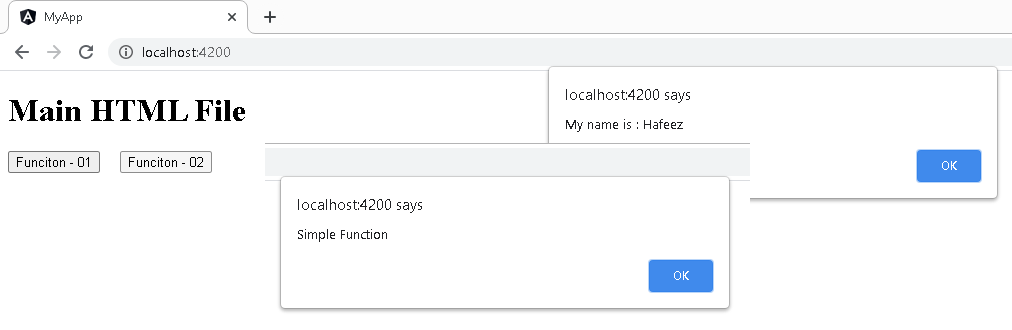 MyApp
localhost:4200
Main HTML File
Funciton - 01
Funciton - 02
localhost:4200 says
My name is : Hafeez
OK
localhost:4200 says
Simple Function
OK